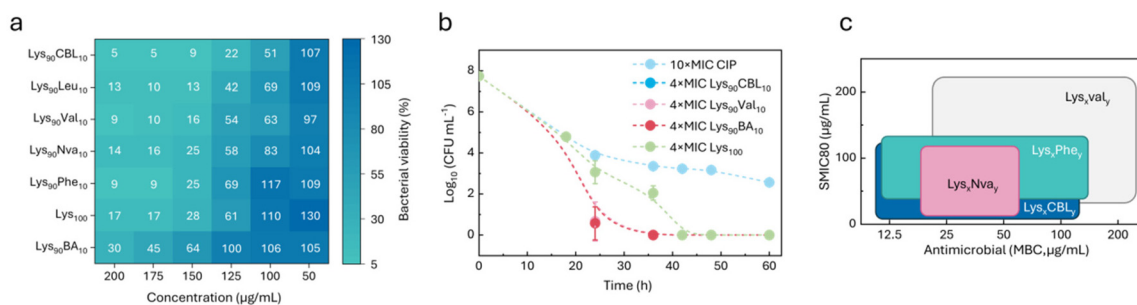 a
Lys90CBL10 5 5 9 22 51 107
Lys90Leu10 13 10 13 42 69 109
Lys90Val10 9 10 16 54 63 97
Lys90Nva10 14 16 25 58 83 104
Lys90Phe10 9 9 25 69 117 109
Lys100 17 17 28 61 110 130
Lys90BA10 30 45 64 100 106 105
200 175 150 125 100 50
Concentration (µg/mL)
130
105
80
55
30
5
Bacterial viability (%)
b
12
8
4
0
Log10 (CFU mL-1)
0 10 20 30 40 50 60
Time (h)
10×MIC CIP
4×MIC Lys90CBL10
4×MIC Lys90Val10
4×MIC Lys90BA10
4×MIC Lys100
c
200
100
50
0
SMIC80 (µg/mL)
Lysxvaly
LysxPhey
LysxNvay
LysxCBLy
12.5 25 50 100 200
Antimicrobial (MBC,µg/mL)